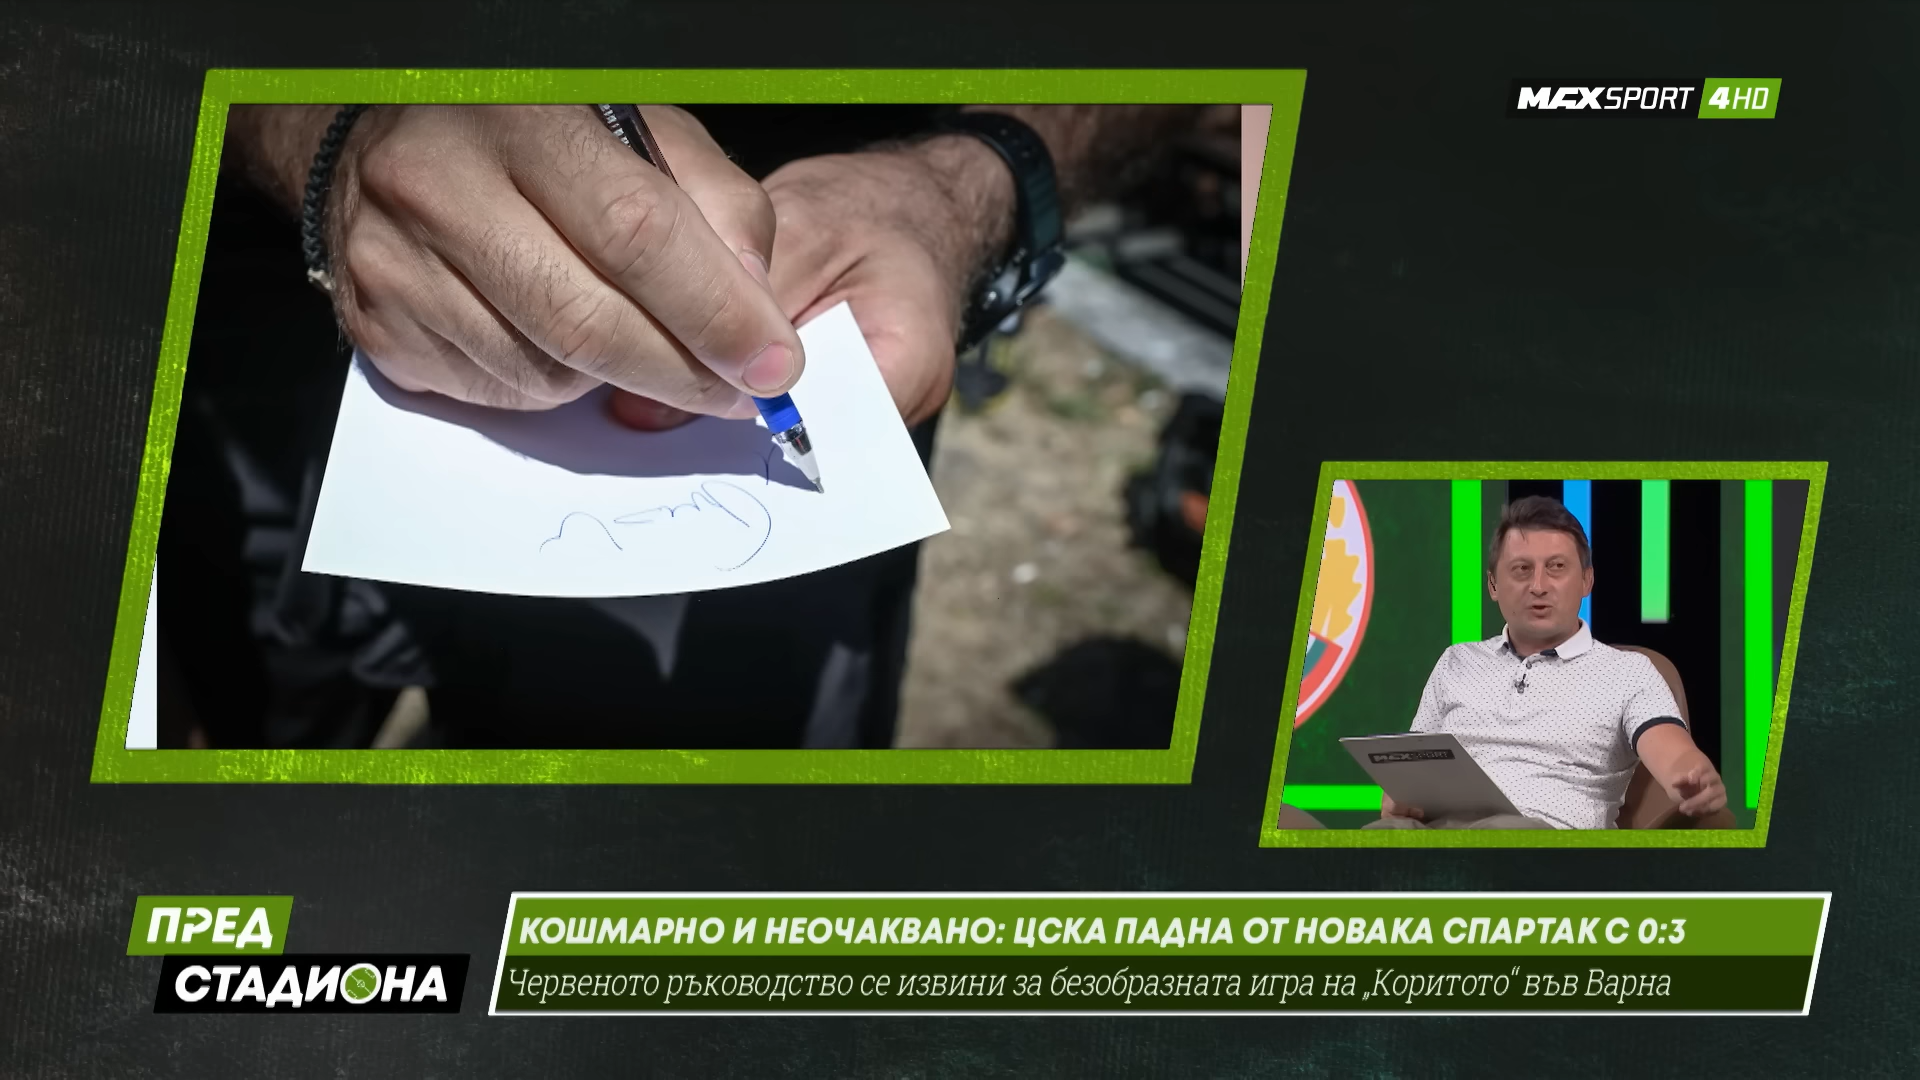 MAXSPORT 4HD
MAXSPORT
ПРЕД
СТАДИОНА
КОШМАРНО И НЕОЧАКВАНО: ЦСКА ПАДНА ОТ НОВАКА СПАРТАК С 0:3
Червеното ръководство се извини за безобразната игра на „Коритото“ във Варна